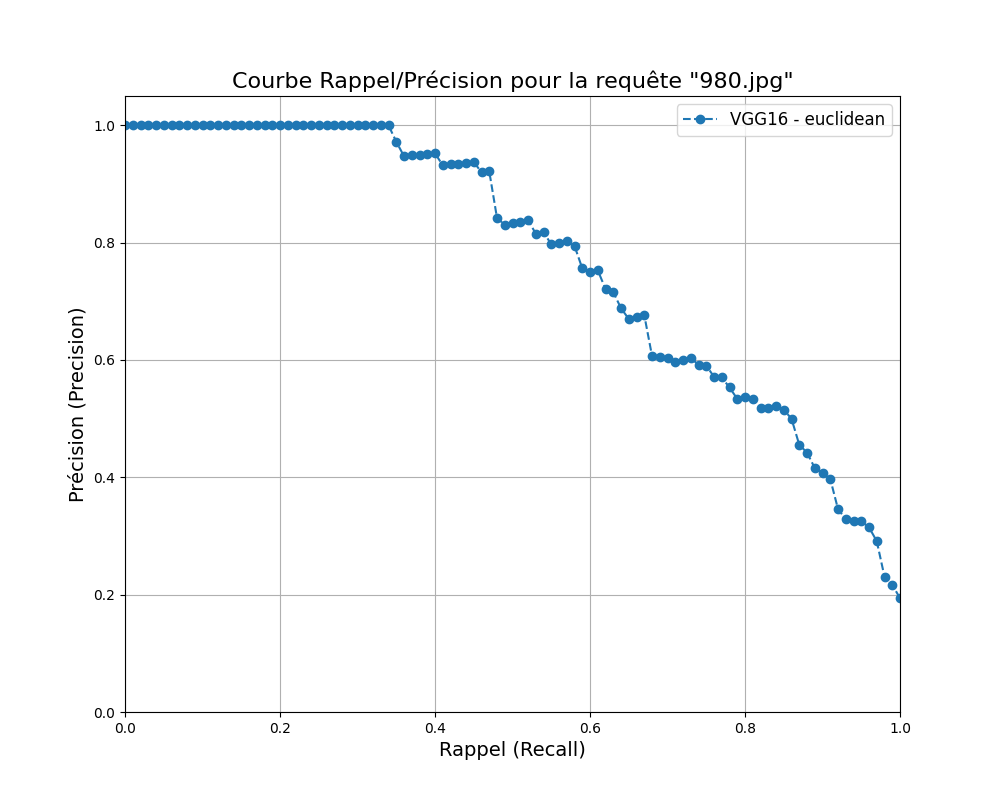 Courbe Rappel/Précision pour la requête "980.jpg"
VGG16 - euclidean
1.0
0.8
0.6
0.4
0.2
0.0
Précision (Precision)
0.0 0.2 0.4 0.6 0.8 1.0
Rappel (Recall)